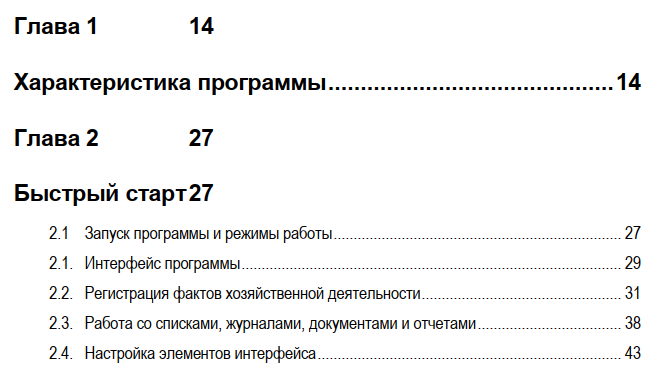 Глава 1 14
Характеристика программы............................................ 14
Глава 2 27
Быстрый старт 27
2.1 Запуск программы и режимы работы........................................................................ 27
2.1. Интерфейс программы............................................................................................... 29
2.2. Регистрация фактов хозяйственной деятельности.................................................. 31
2.3. Работа со списками, журналами, документами и отчетами.................................... 38
2.4. Настройка элементов интерфейса............................................................................ 43